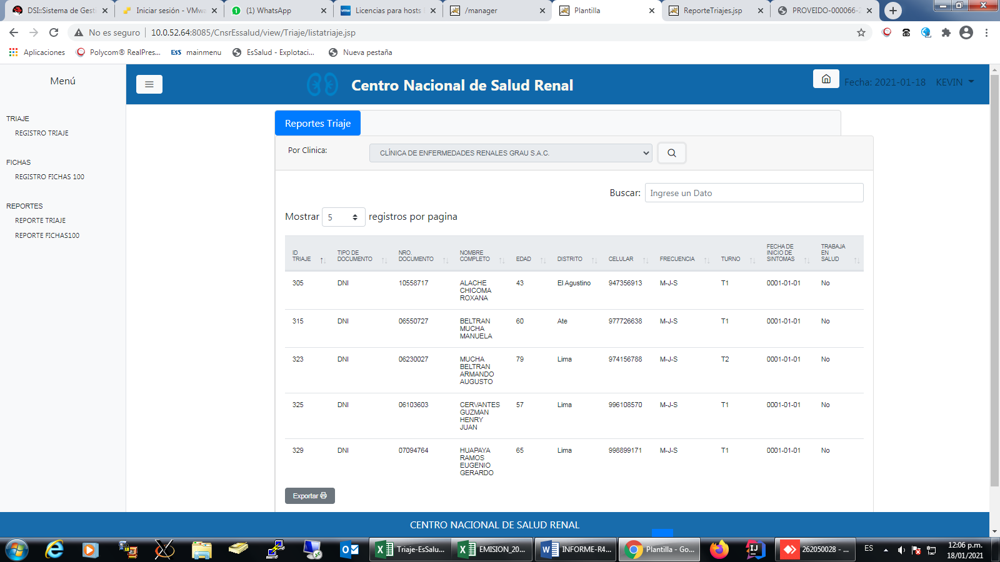 DSI::Sistema de Gest
Iniciar sesión - VMwa
(1) WhatsApp
Licencias para hosts
/manager
Plantilla
ReporteTriajes.jsp
PROVEIDO-000066-2
No es seguro
10.0.52.64:8085/CnsrEssalud/view/Triaje/listatriaje.jsp
Aplicaciones
Polycom® RealPres...
EsS mainmenu
EsSalud - Explotaci...
Nueva pestaña
Menú
Centro Nacional de Salud Renal
Fecha: 2021-01-18
KEVIN
TRIAJE
REGISTRO TRIAJE
FICHAS
REGISTRO FICHAS 100
REPORTES
REPORTE TRIAJE
REPORTE FICHAS100
Reportes Triaje
Por Clinica:
CLÍNICA DE ENFERMEDADES RENALES GRAU S.A.C.
Buscar:
Ingrese un Dato
Mostrar 5 registros por pagina
ID TRIAJE
TIPO DE DOCUMENTO
NRO. DOCUMENTO
NOMBRE COMPLETO
EDAD
DISTRITO
CELULAR
FRECUENCIA
TURNO
FECHA DE INICIO DE SINTOMAS
TRABAJA EN SALUD
305 DNI 10558717 ALACHE CHICOMA ROXANA 43 El Agustino 947356913 M-J-S T1 0001-01-01 No
315 DNI 06550727 BELTRAN MUCHA MANUELA 60 Ate 977726638 M-J-S T1 0001-01-01 No
323 DNI 06230027 MUCHA BELTRAN ARMANDO AUGUSTO 79 Lima 974156788 M-J-S T2 0001-01-01 No
325 DNI 06103603 CERVANTES GUZMAN HENRY JUAN 57 Lima 996108570 M-J-S T1 0001-01-01 No
329 DNI 07094764 HUAPAYA RAMOS EUGENIO GERARDO 65 Lima 998899171 M-J-S T1 0001-01-01 No
Exportar
CENTRO NACIONAL DE SALUD RENAL
Triaje-EsSalu...
EMISION_20...
INFORME-R4...
Plantilla - Go...
262050028 - ...
ES
12:06 p.m.
18/01/2021